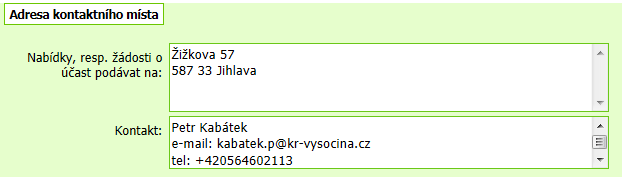 Adresa kontaktního místa
Nabídky, resp. žádosti o
účast podávat na:
Žižkova 57
587 33 Jihlava
Kontakt:
Petr Kabátek
e-mail: kabatek.p@kr-vysocina.cz
tel: +420564602113